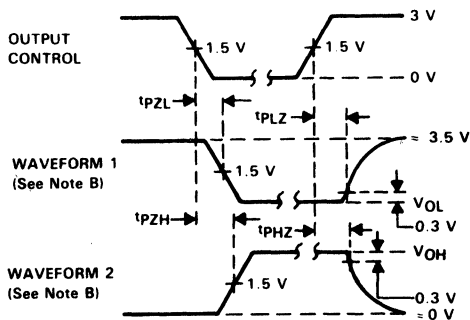 3 V
OUTPUT
CONTROL
1.5 V
1.5 V
0 V
tPZL
tPLZ
≈ 3.5 V
WAVEFORM 1
(See Note B)
1.5 V
VOL
0.3 V
tPZH
tPHZ
VOH
WAVEFORM 2
(See Note B)
1.5 V
0.3 V
≈ 0 V